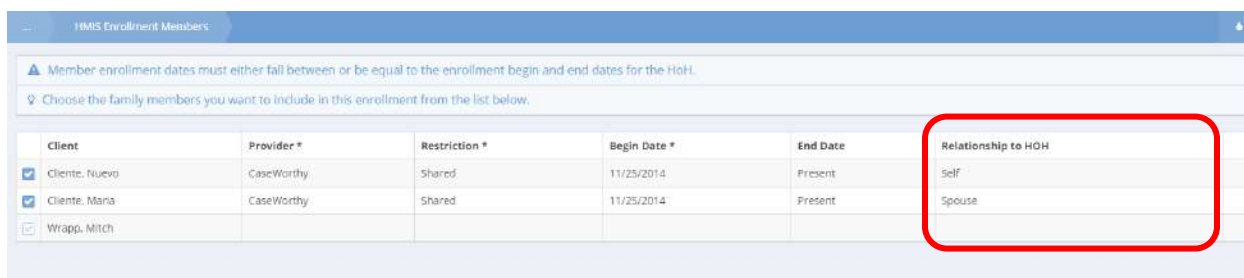 ... HMIS Enrollment Members
Member enrollment dates must either fall between or be equal to the enrollment begin and end dates for the HoH.
Choose the family members you want to include in this enrollment from the list below.
Client Provider * Restriction * Begin Date * End Date Relationship to HOH
Cliente, Nuevo CaseWorthy Shared 11/25/2014 Present Self
Cliente, Maria CaseWorthy Shared 11/25/2014 Present Spouse
Wrapp, Mitch